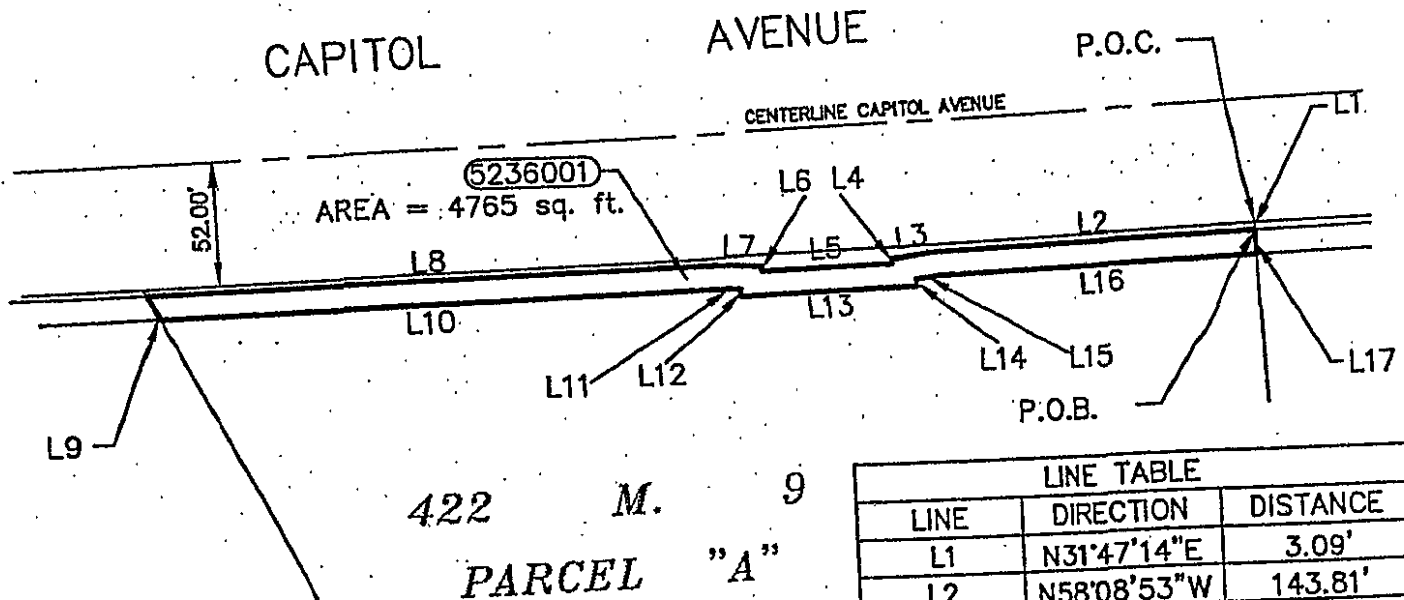 CAPITOL AVENUE
P.O.C.
CENTERLINE CAPITOL AVENUE
L1
5236001
AREA = 4765 sq. ft.
52.00'
L6 L4
L8
L7
L5
L3
L2
L10
L13
L16
L11
L12
L14
L15
L17
P.O.B.
L9
422 M. 9
PARCEL "A"
LINE TABLE
LINE DIRECTION DISTANCE
L1 N31°47'14"E 3.09'
L2 N58°08'53"W 143.81'